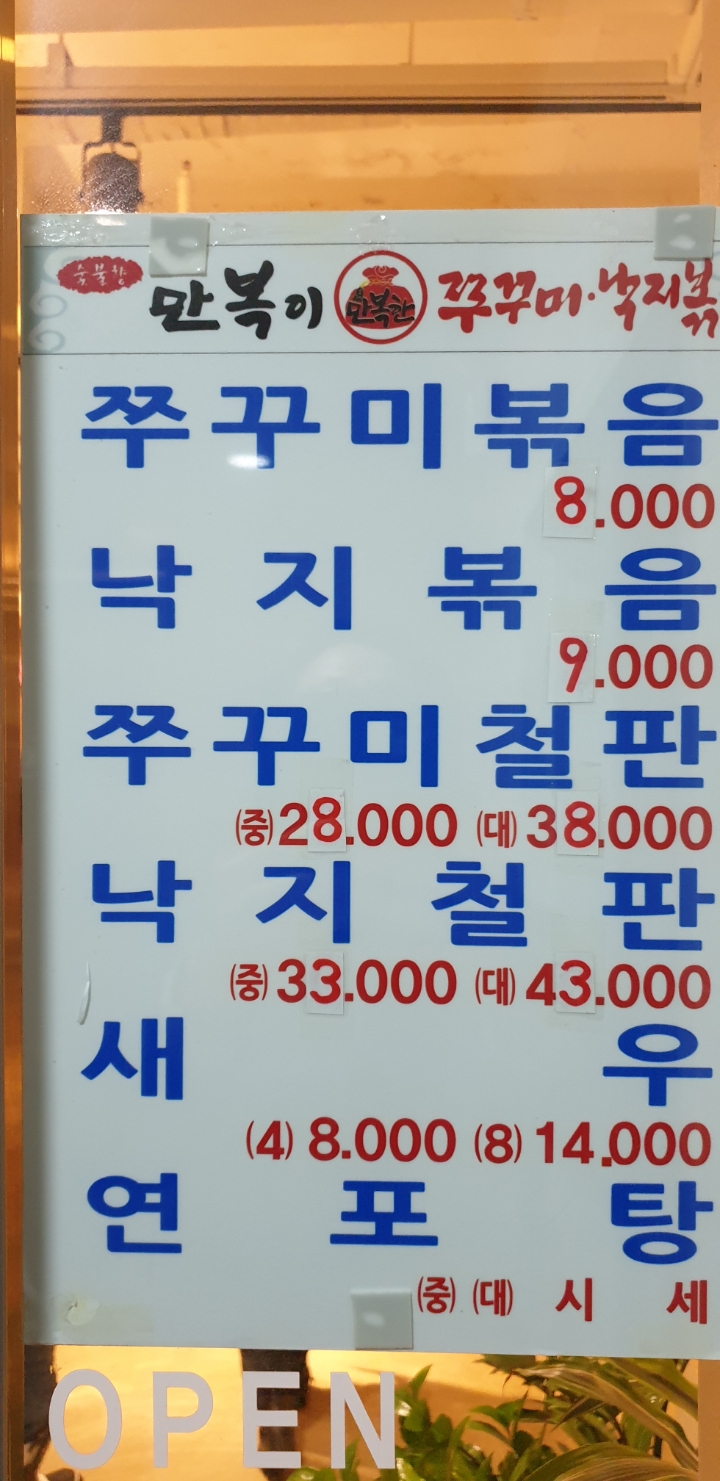 숯불향 만복이 만복한 쭈꾸미·낙지볶
쭈꾸미볶음
8.000
낙지볶음
9.000
쭈꾸미철판
(중)28.000 (대)38.000
낙지철판
(중)33.000 (대)43.000
새우
(4) 8.000 (8) 14.000
연포탕
(중) (대) 시세
OPEN